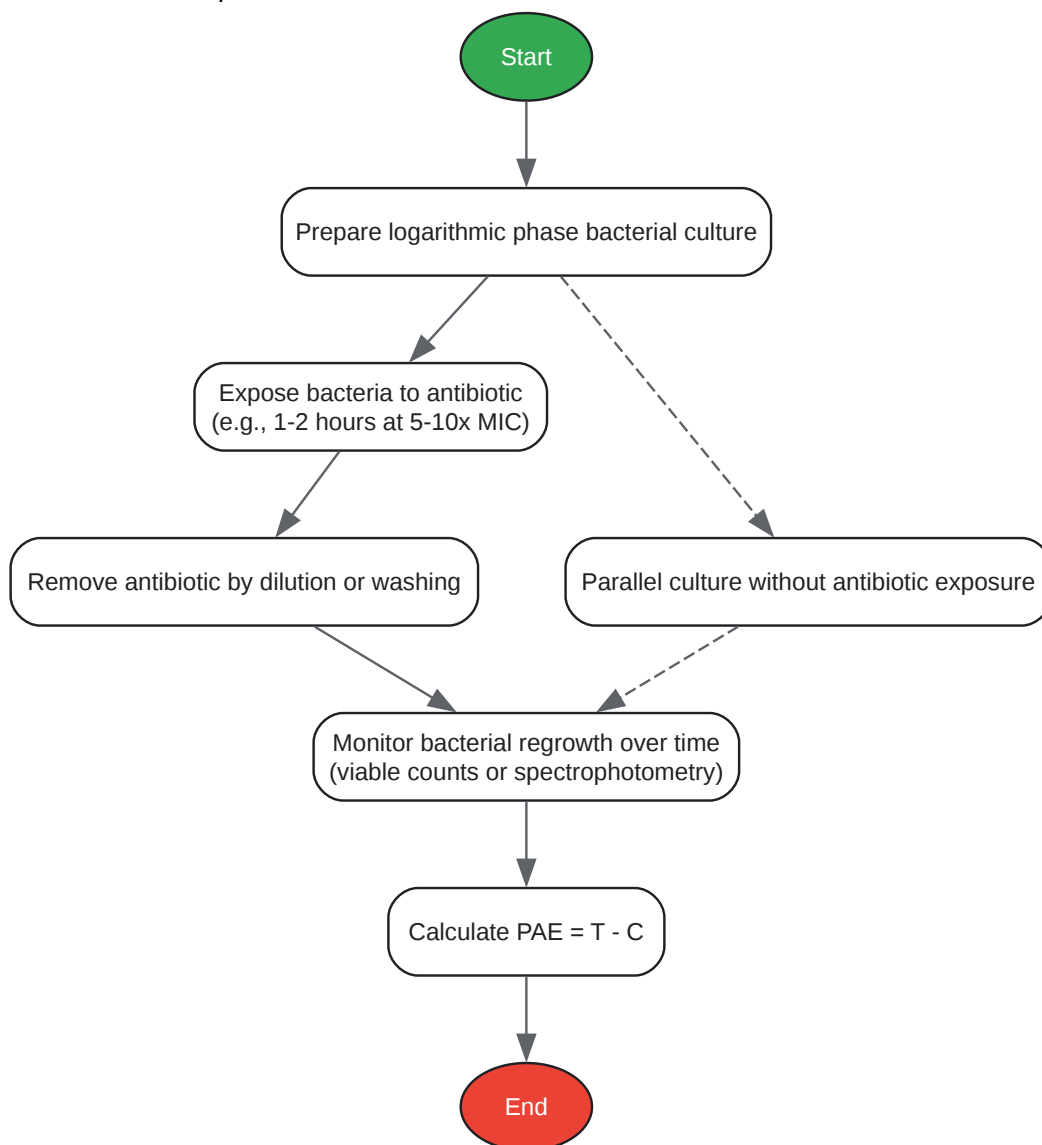 Start
Prepare logarithmic phase bacterial culture
Expose bacteria to antibiotic
(e.g., 1-2 hours at 5-10x MIC)
Remove antibiotic by dilution or washing
Parallel culture without antibiotic exposure
Monitor bacterial regrowth over time
(viable counts or spectrophotometry)
Calculate PAE = T - C
End